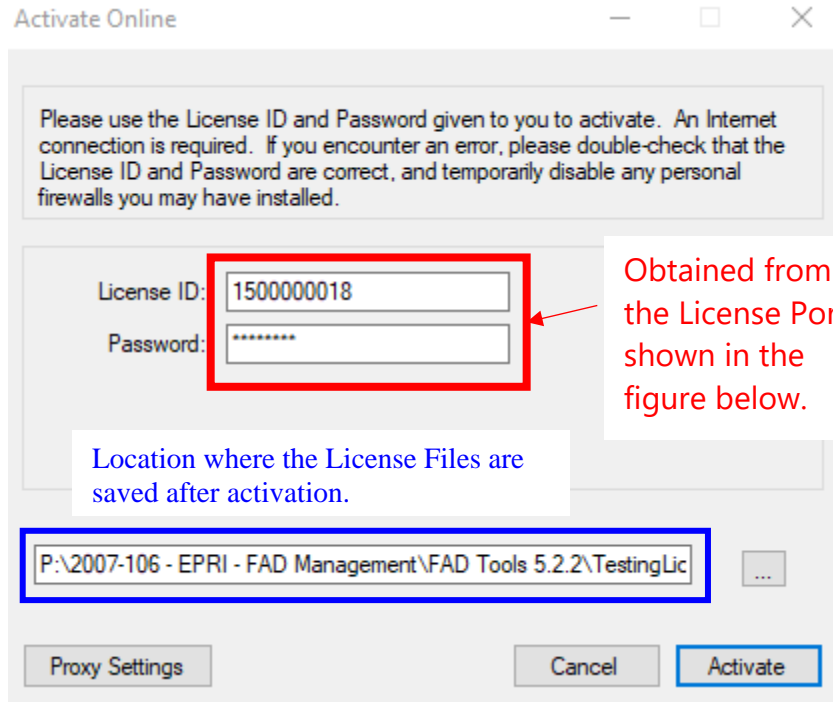 Activate Online
Please use the License ID and Password given to you to activate. An Internet
connection is required. If you encounter an error, please double-check that the
License ID and Password are correct, and temporarily disable any personal
firewalls you may have installed.
License ID: 1500000018
Password: ********
Obtained from
the License Por
shown in the
figure below.
Location where the License Files are
saved after activation.
P:\2007-106 - EPRI - FAD Management\FAD Tools 5.2.2\TestingLic
...
Proxy Settings
Cancel
Activate